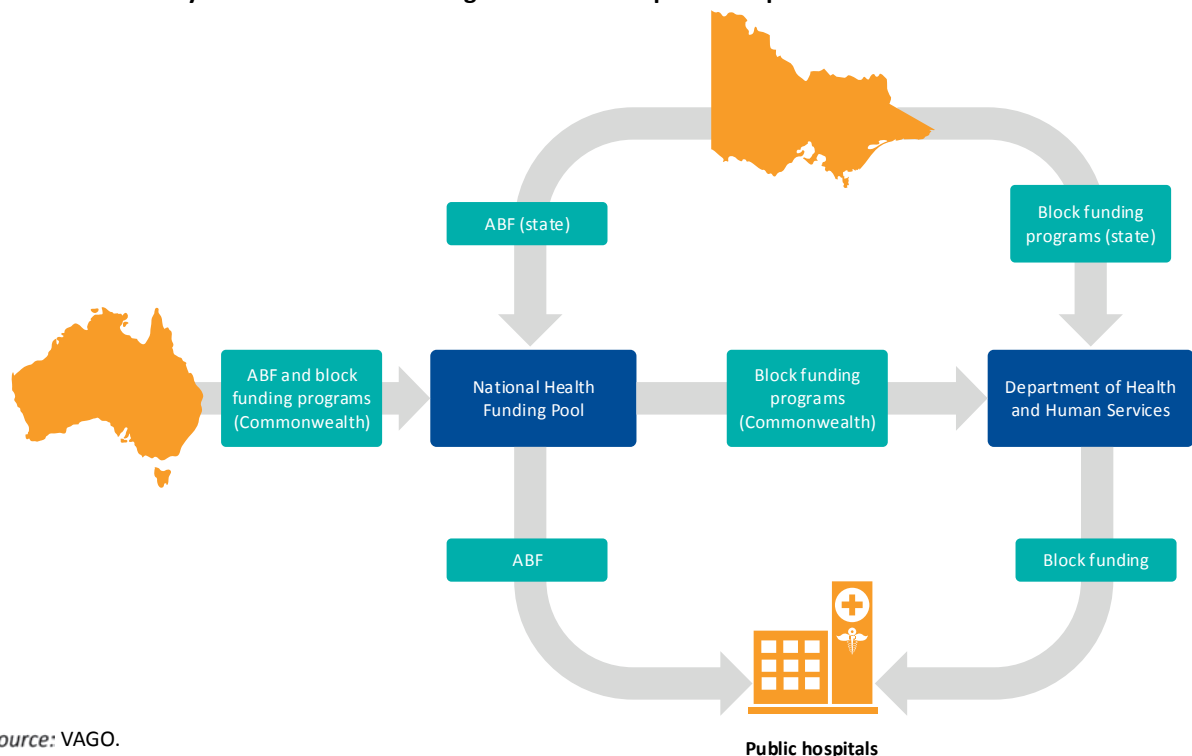 ABF (state)
Block funding
programs (state)
ABF and block
funding programs
(Commonwealth)
National Health
Funding Pool
Block funding
programs
(Commonwealth)
Department of Health
and Human Services
ABF
Block funding
ource: VAGO.
Public hospitals